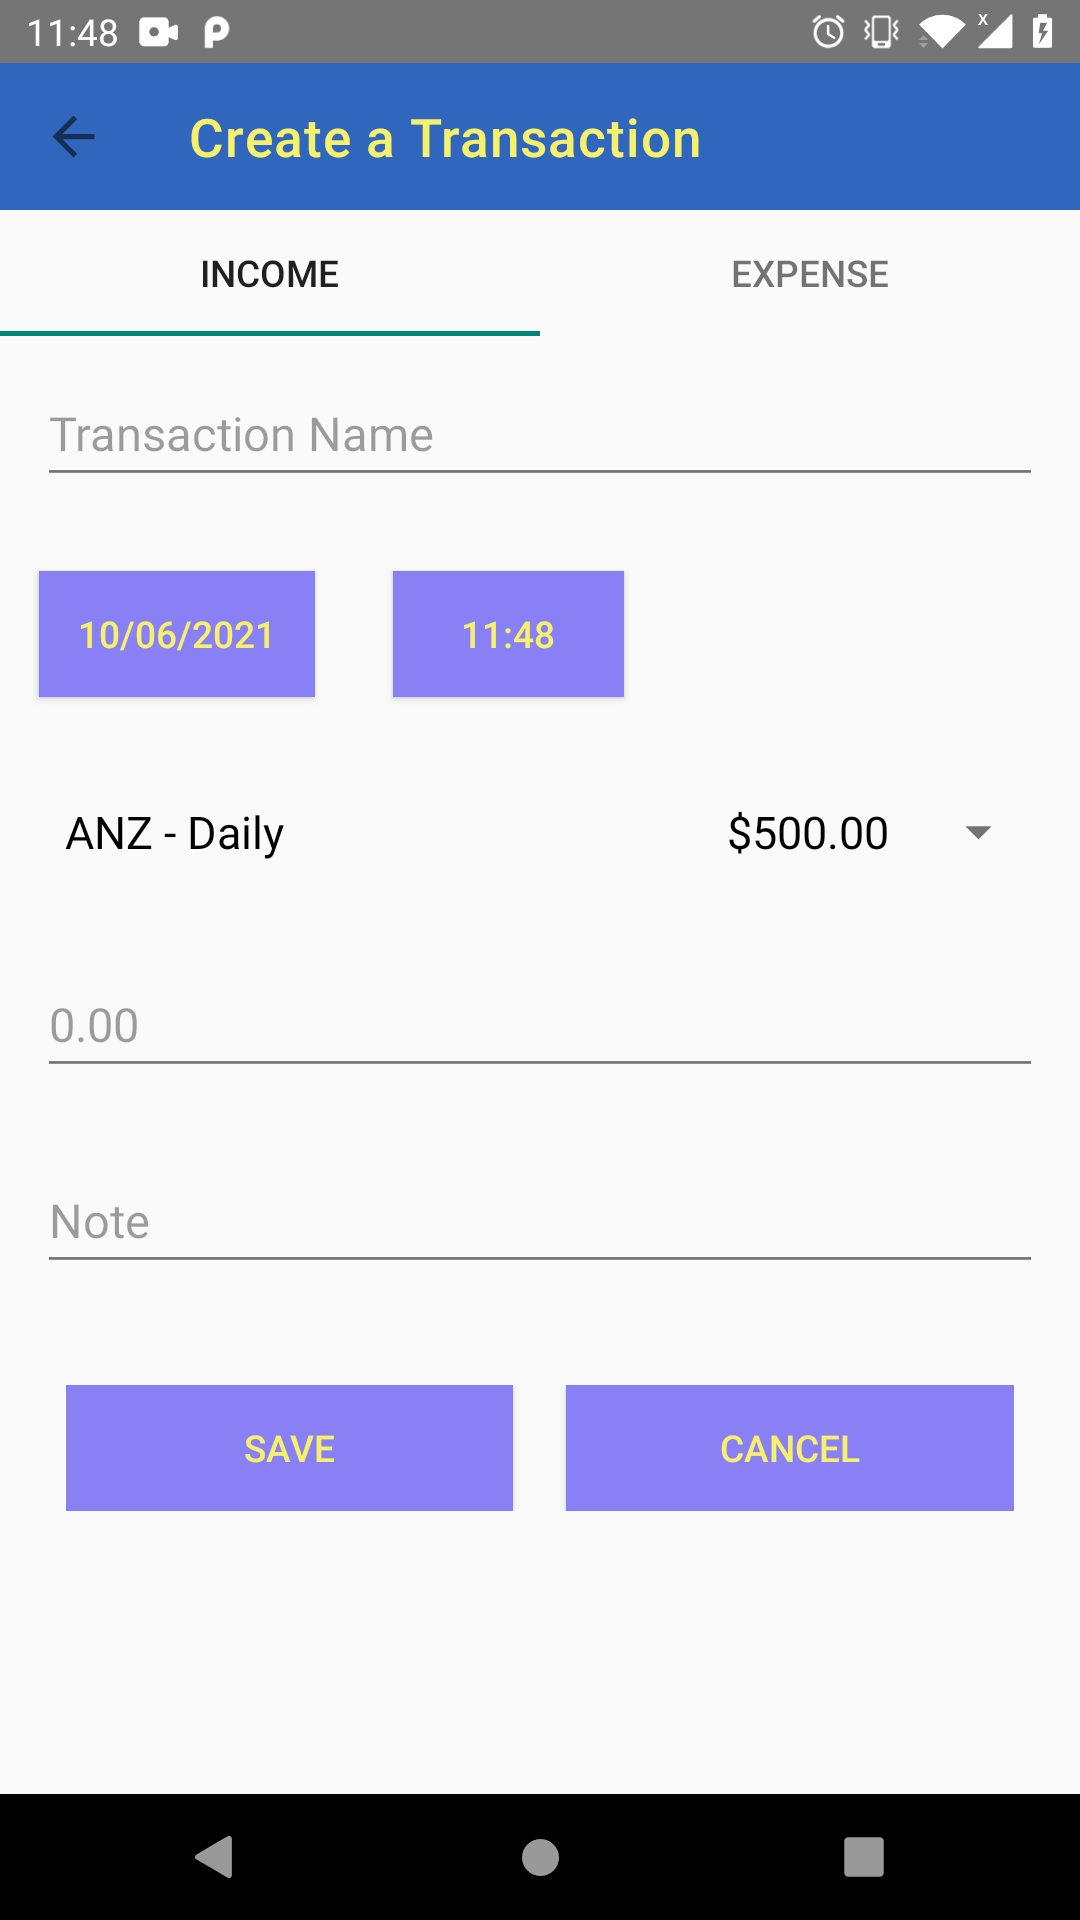 11:48
Create a Transaction
INCOME EXPENSE
Transaction Name
10/06/2021 11:48
ANZ - Daily $500.00
0.00
Note
SAVE CANCEL